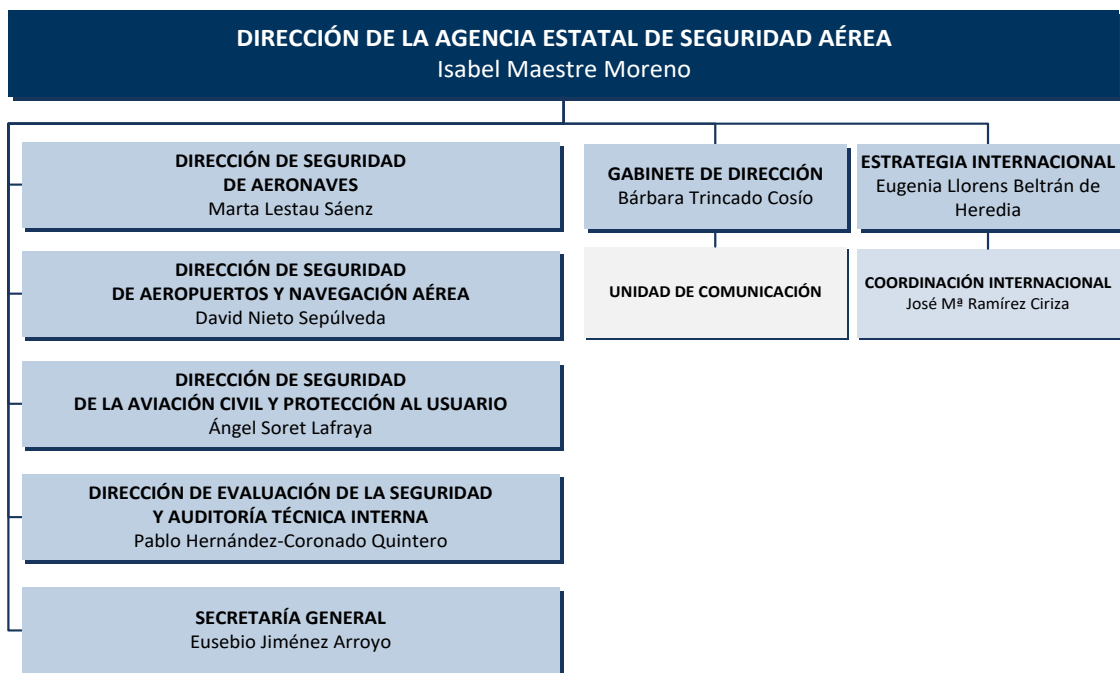 DIRECCIÓN DE LA AGENCIA ESTATAL DE SEGURIDAD AÉREA
Isabel Maestre Moreno
DIRECCIÓN DE SEGURIDAD
DE AERONAVES
Marta Lestau Sáenz
DIRECCIÓN DE SEGURIDAD
DE AEROPUERTOS Y NAVEGACIÓN AÉREA
David Nieto Sepúlveda
DIRECCIÓN DE SEGURIDAD
DE LA AVIACIÓN CIVIL Y PROTECCIÓN AL USUARIO
Ángel Soret Lafraya
DIRECCIÓN DE EVALUACIÓN DE LA SEGURIDAD
Y AUDITORÍA TÉCNICA INTERNA
Pablo Hernández-Coronado Quintero
SECRETARÍA GENERAL
Eusebio Jiménez Arroyo
GABINETE DE DIRECCIÓN
Bárbara Trincado Cosío
UNIDAD DE COMUNICACIÓN
ESTRATEGIA INTERNACIONAL
Eugenia Llorens Beltrán de
Heredia
COORDINACIÓN INTERNACIONAL
José Mª Ramírez Ciriza